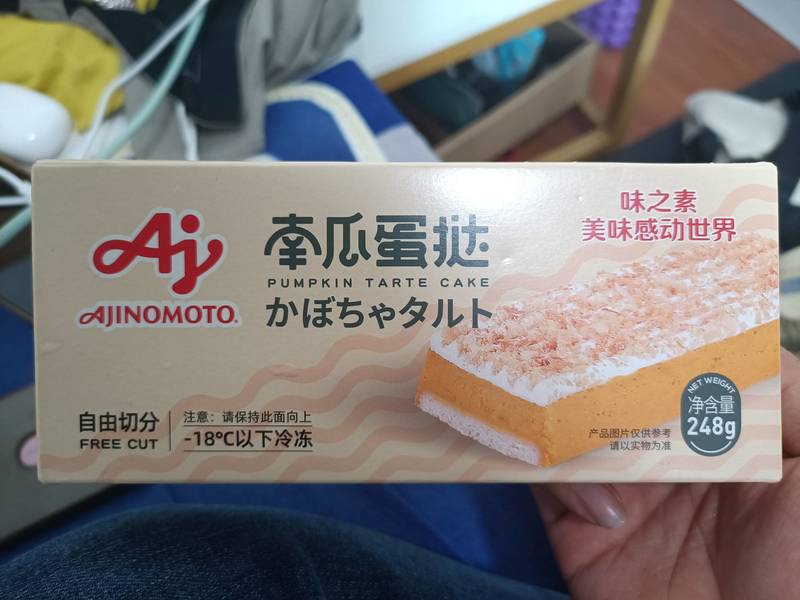 Aj
AJINOMOTO®
南瓜蛋挞
PUMPKIN TARTE CAKE
かぼちゃタルト
味之素
美味感动世界
自由切分
FREE CUT
注意：请保持此面向上
-18°C以下冷冻
产品图片仅供参考
请以实物为准
NET WEIGHT
净含量
248g